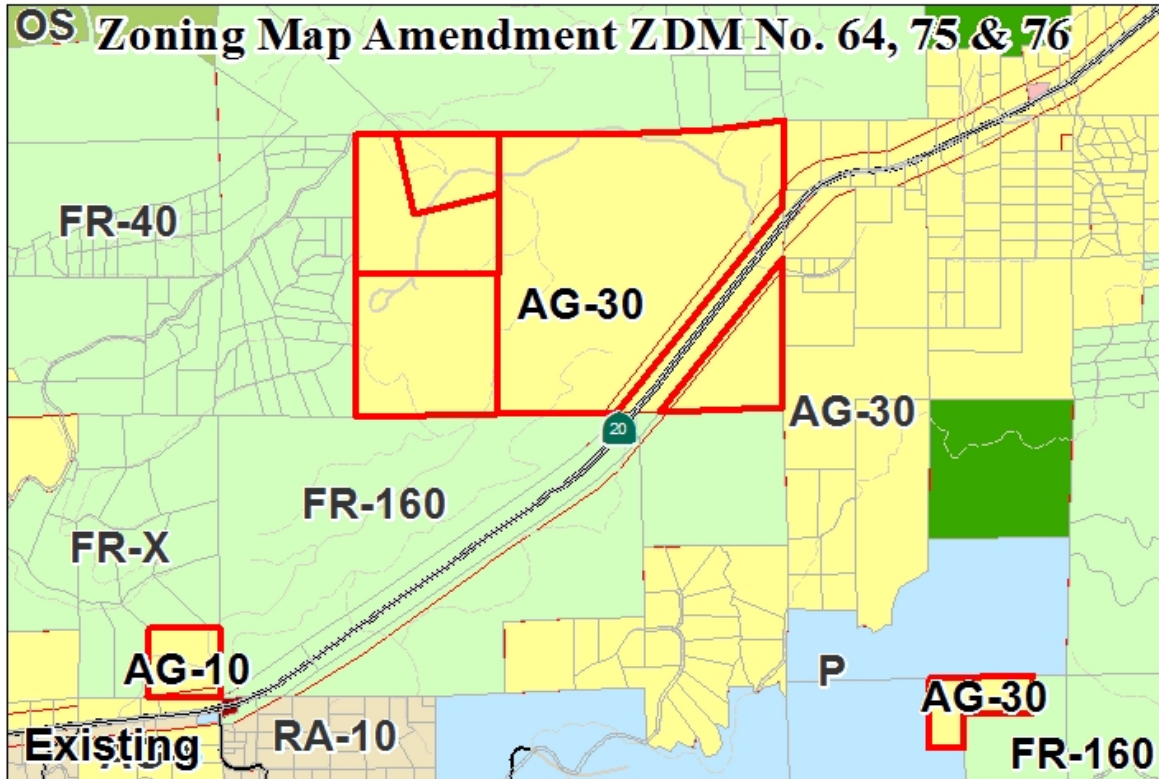 OS Zoning Map Amendment ZDM No. 64, 75 & 76
FR-40
AG-30
AG-30
20
FR-160
FR-X
AG-10
P
AG-30
RA-10
Existing
FR-160